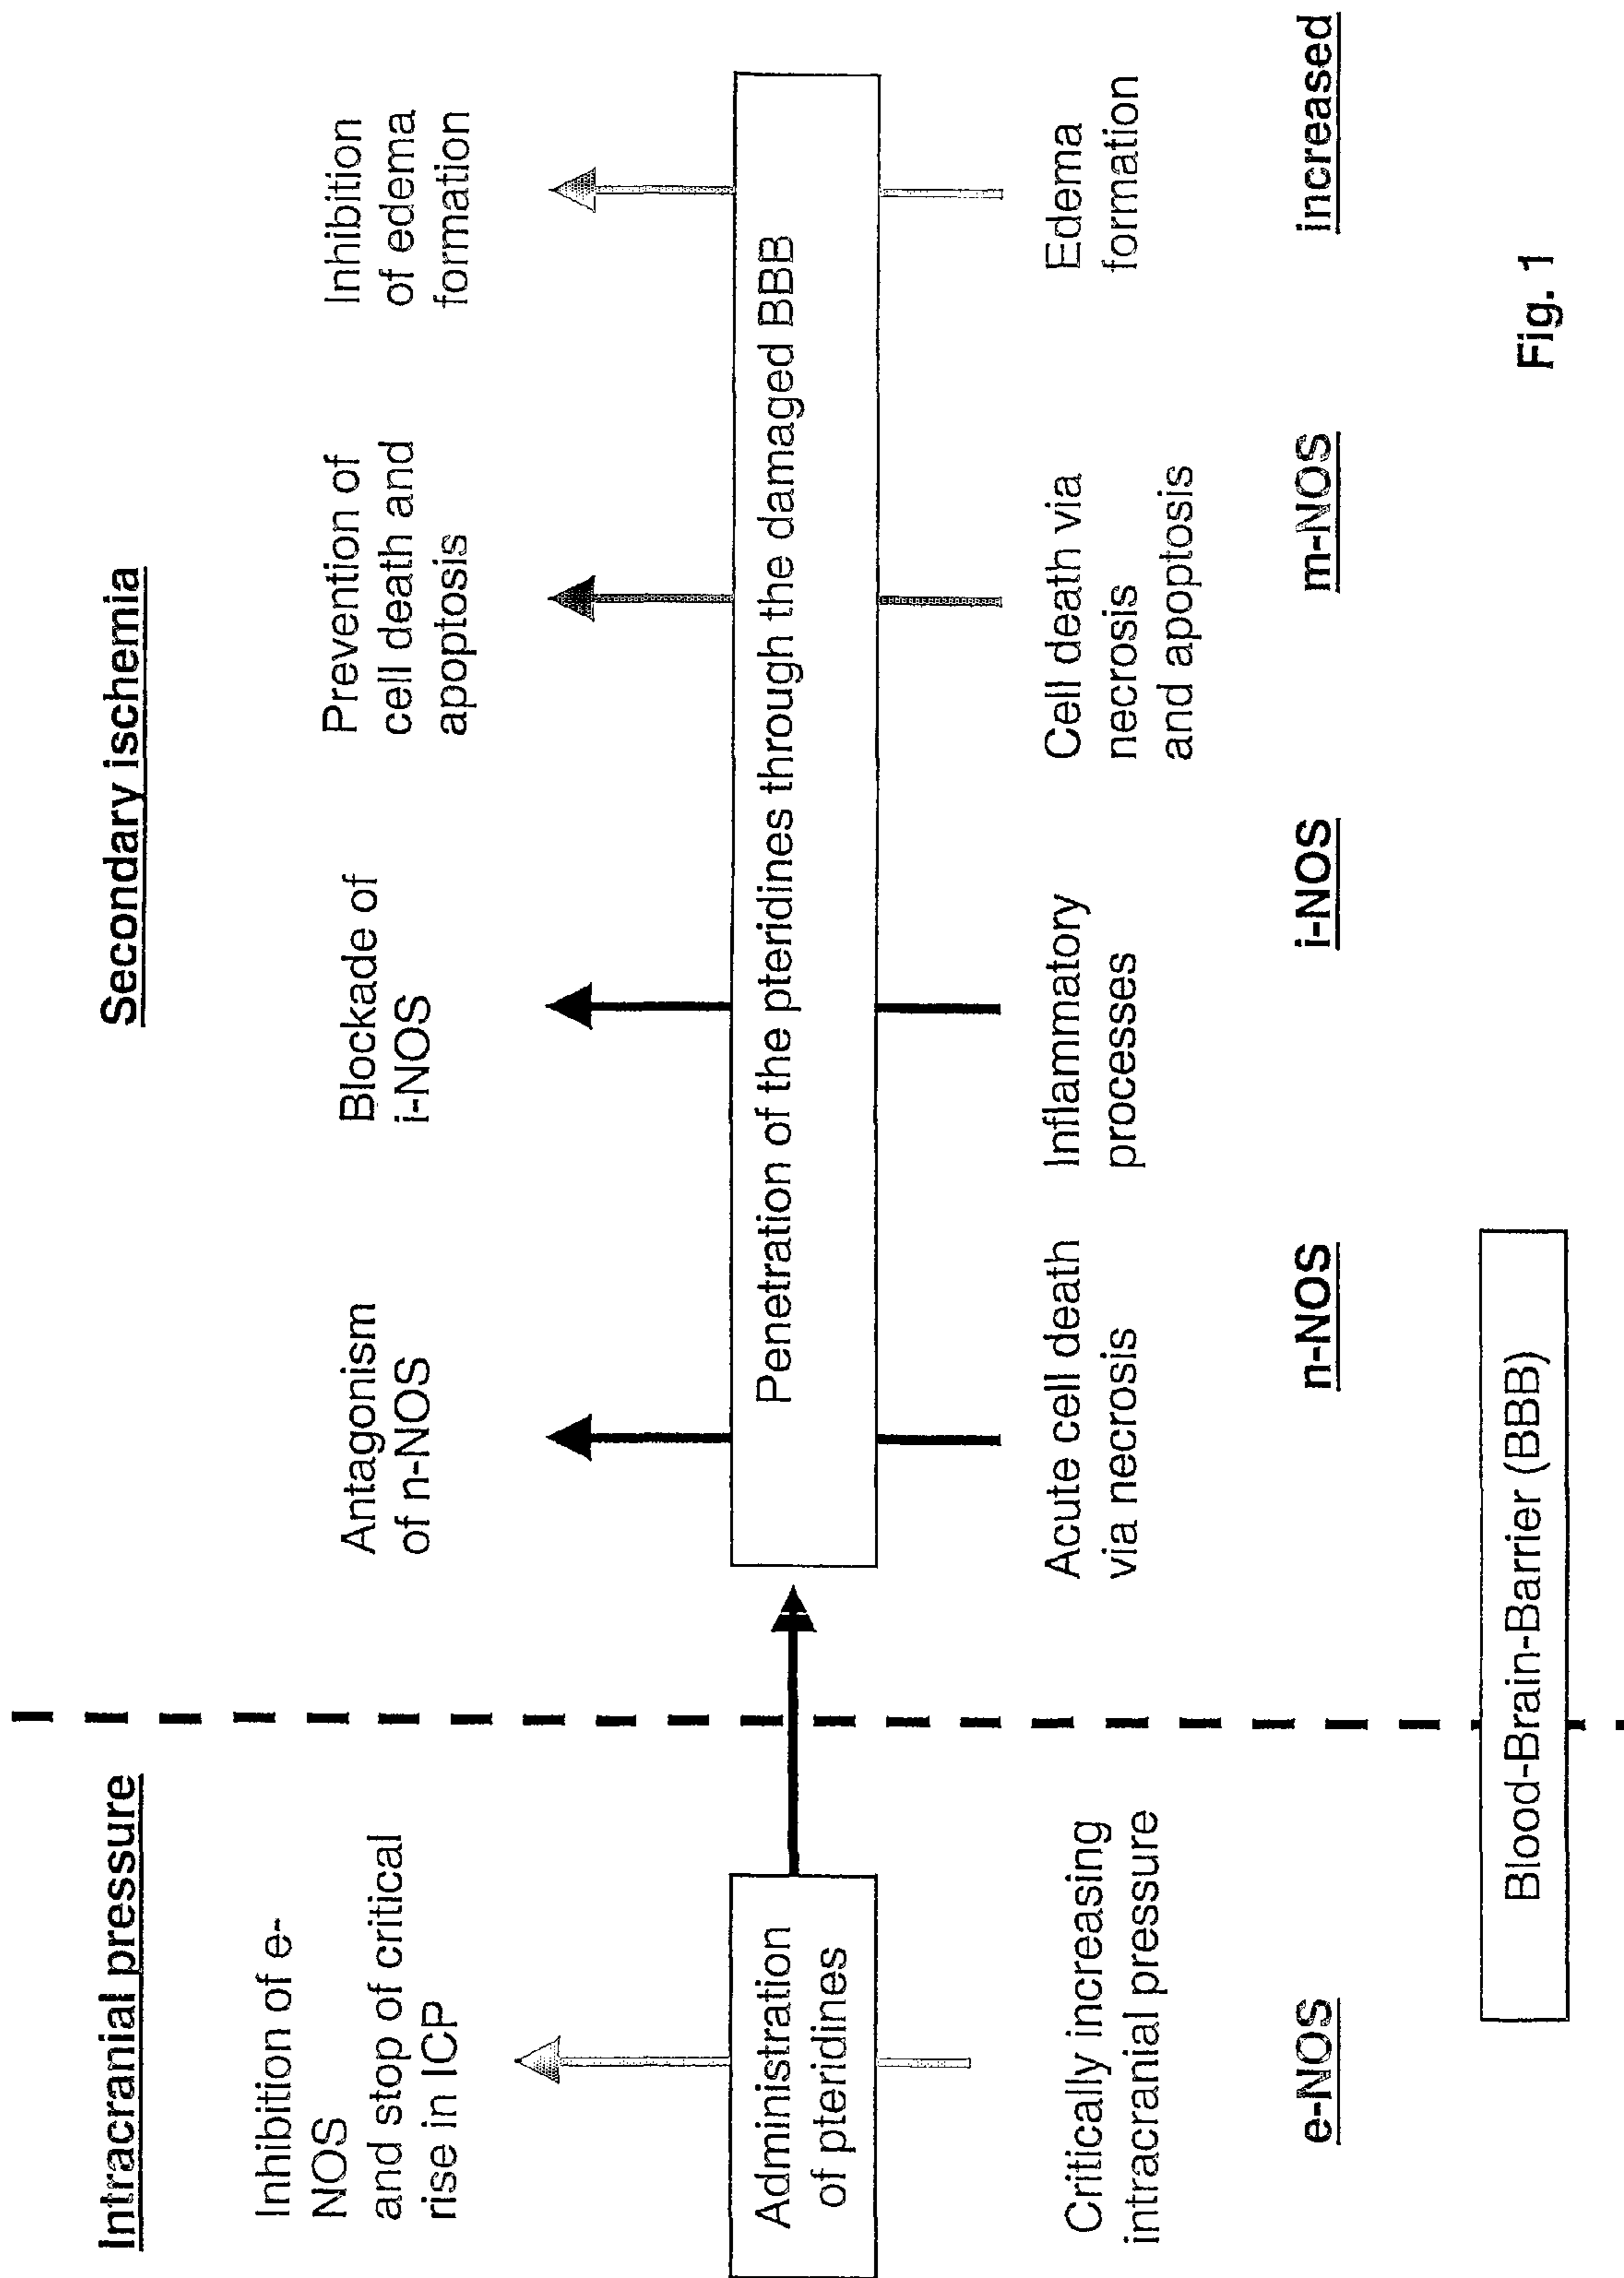 Intracranial pressure
Secondary ischemia
Inhibition of e-
NOS
and stop of critical
rise in ICP
Antagonism
of n-NOS
Blockade of
i-NOS
Prevention of
cell death and
apoptosis
Inhibition
of edema
formation
Administration
of pteridines
Penetration of the pteridines through the damaged BBB
Critically increasing
intracranial pressure
Acute cell death
via necrosis
Inflammatory
processes
Cell death via
necrosis
and apoptosis
Edema
formation
e-NOS
n-NOS
i-NOS
m-NOS
increased
Blood-Brain-Barrier (BBB)
Fig. 1